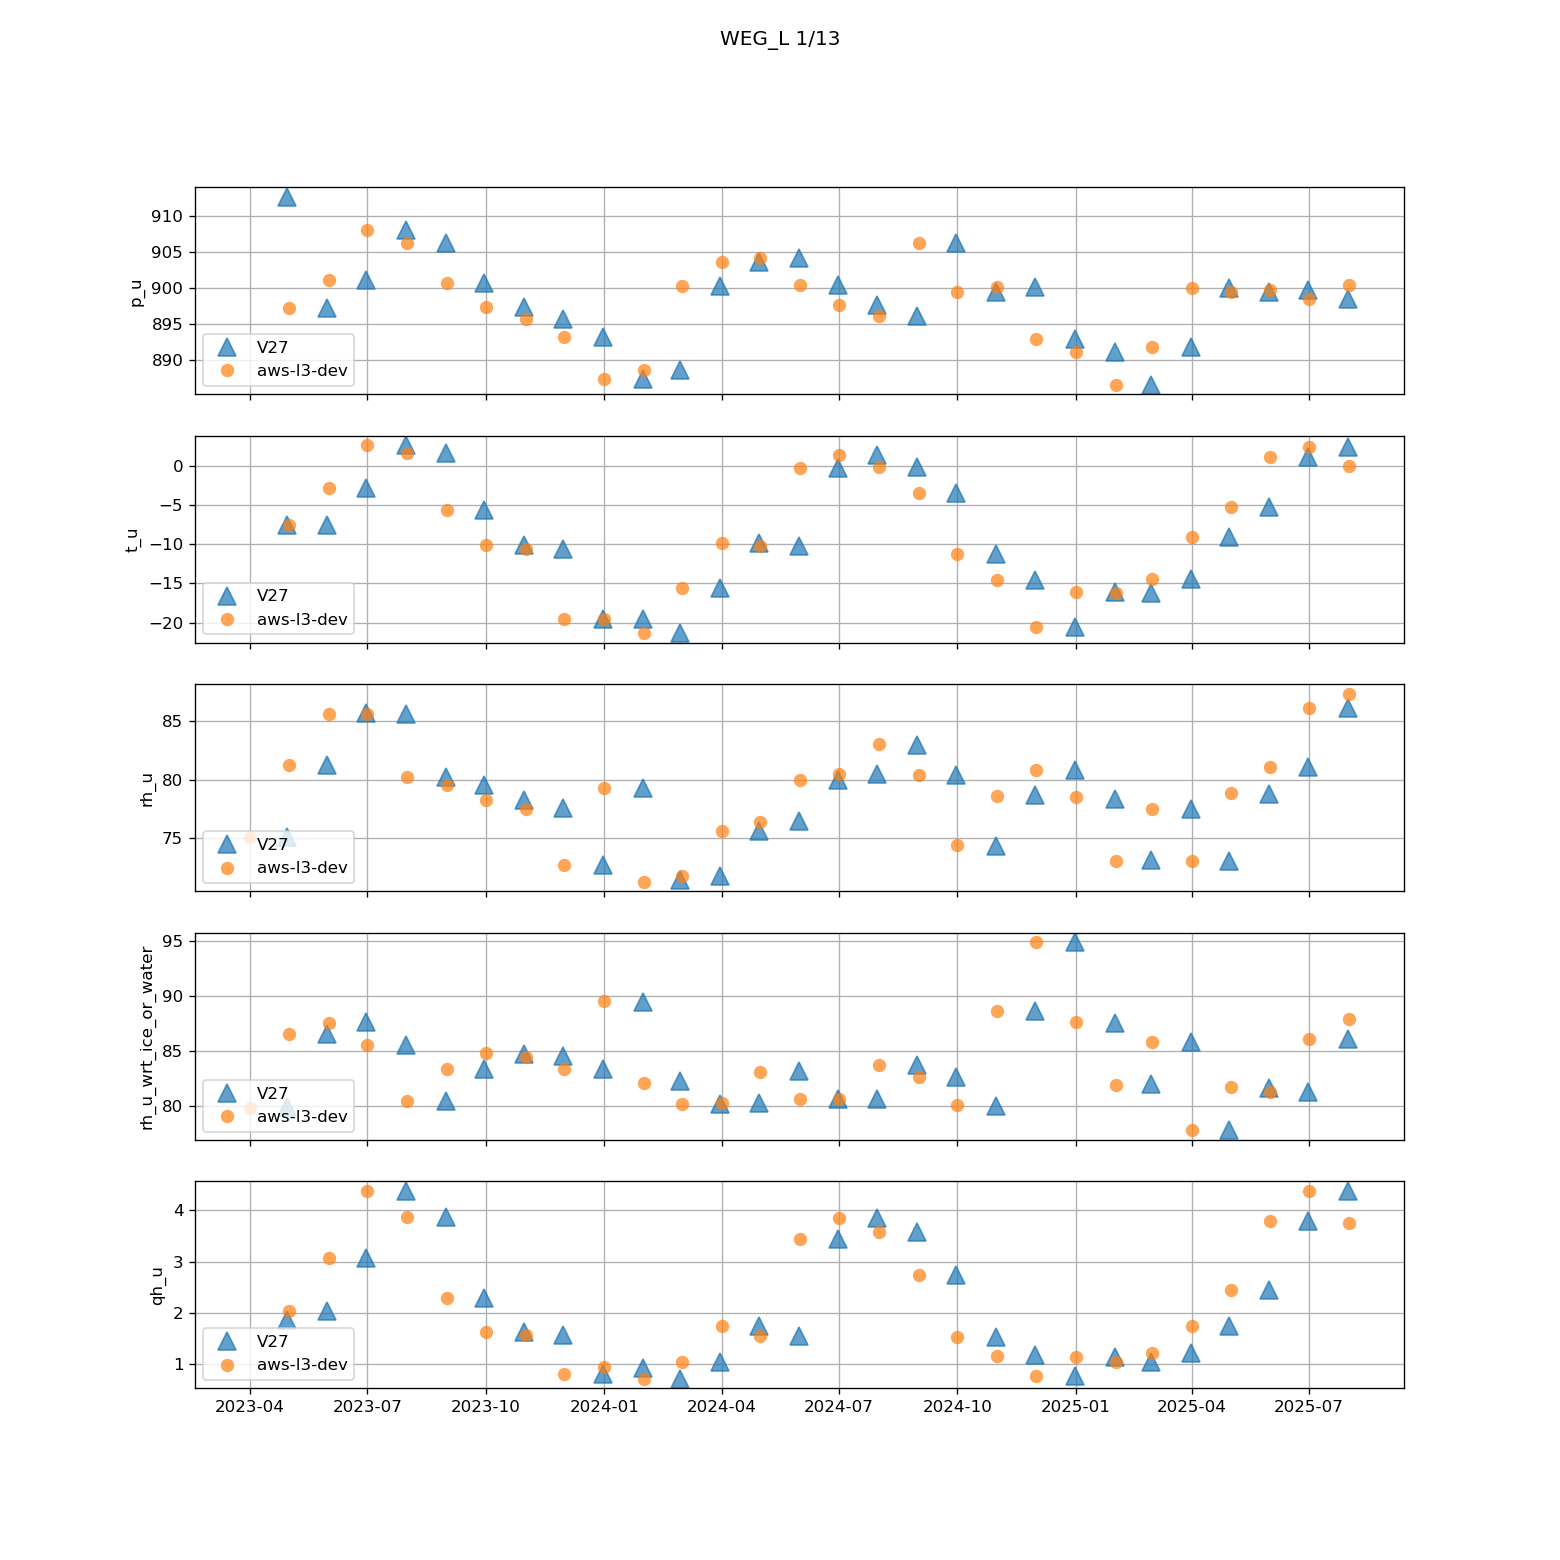 WEG_L 1/13
910
905
900
895
890
p_u
V27
aws-l3-dev
0
−5
−10
−15
−20
t_u
V27
aws-l3-dev
85
80
75
rh_u
V27
aws-l3-dev
95
90
85
80
rh_u_wrt_ice_or_water
V27
aws-l3-dev
4
3
2
1
qh_u
V27
aws-l3-dev
2023-04 2023-07 2023-10 2024-01 2024-04 2024-07 2024-10 2025-01 2025-04 2025-07